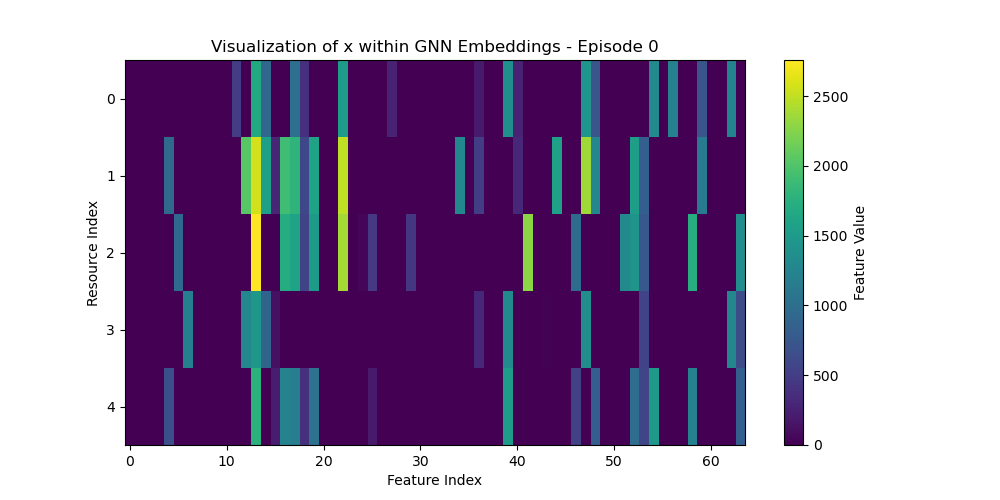 Visualization of x within GNN Embeddings - Episode 0
Resource Index
0
1
2
3
4
0 10 20 30 40 50 60
Feature Index
2500
2000
1500
1000
500
0
Feature Value